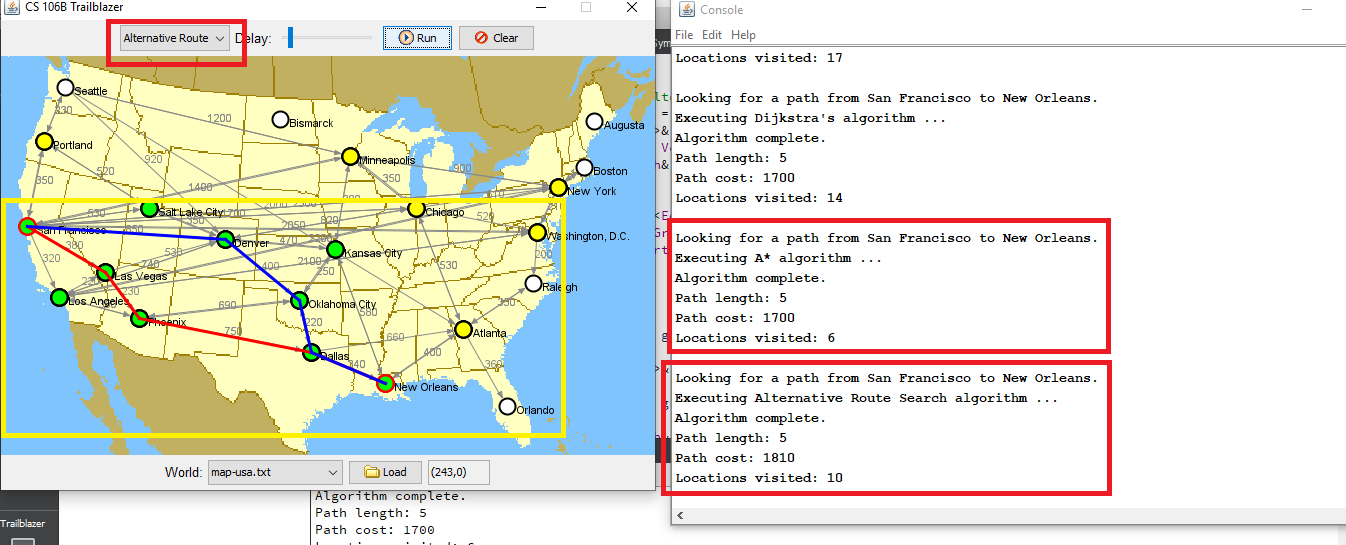 CS 106B Trailblazer
Alternative Route
Delay:
Run
Clear
Seattle
330
1200
Bismarck
Augusta
Portland
920
Minneapolis
520
350
1400
350
900
Boston
New York
Salt Lake City
Chicago
530
2050
520
San Francisco
Denver
470
Washington, D.C.
380
530
Kansas City
2100
200
320
740
400
250
530
Las Vegas
Raleigh
230
Los Angeles
690
Oklahoma City
Phoenix
220
580
330
750
660
Atlanta
Dallas
400
340
360
New Orleans
Orlando
World:
map-usa.txt
Load
(243,0)
Trailblazer
Algorithm complete.
Path length: 5
Path cost: 1700
Console
File Edit Help
Locations visited: 17
Looking for a path from San Francisco to New Orleans.
Executing Dijkstra's algorithm ...
Algorithm complete.
Path length: 5
Path cost: 1700
Locations visited: 14
Looking for a path from San Francisco to New Orleans.
Executing A* algorithm ...
Algorithm complete.
Path length: 5
Path cost: 1700
Locations visited: 6
Looking for a path from San Francisco to New Orleans.
Executing Alternative Route Search algorithm ...
Algorithm complete.
Path length: 5
Path cost: 1810
Locations visited: 10